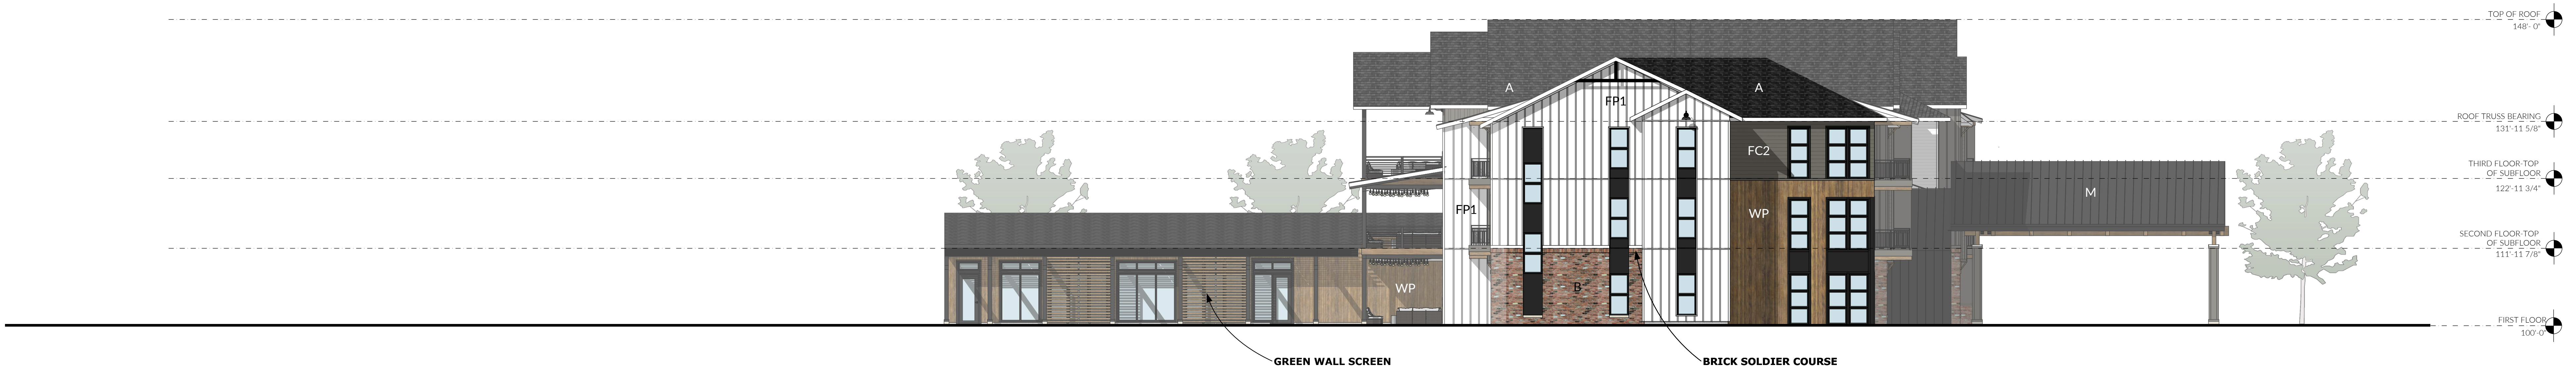 TOP OF ROOF
148'- 0"
A
A
FP1
ROOF TRUSS BEARING
131'-11 5/8"
FC2
THIRD FLOOR-TOP
OF SUBFLOOR
122'-11 3/4"
M
FP1
WP
SECOND FLOOR-TOP
OF SUBFLOOR
111'-11 7/8"
WP
B
FIRST FLOOR
100'-0"
GREEN WALL SCREEN
BRICK SOLDIER COURSE